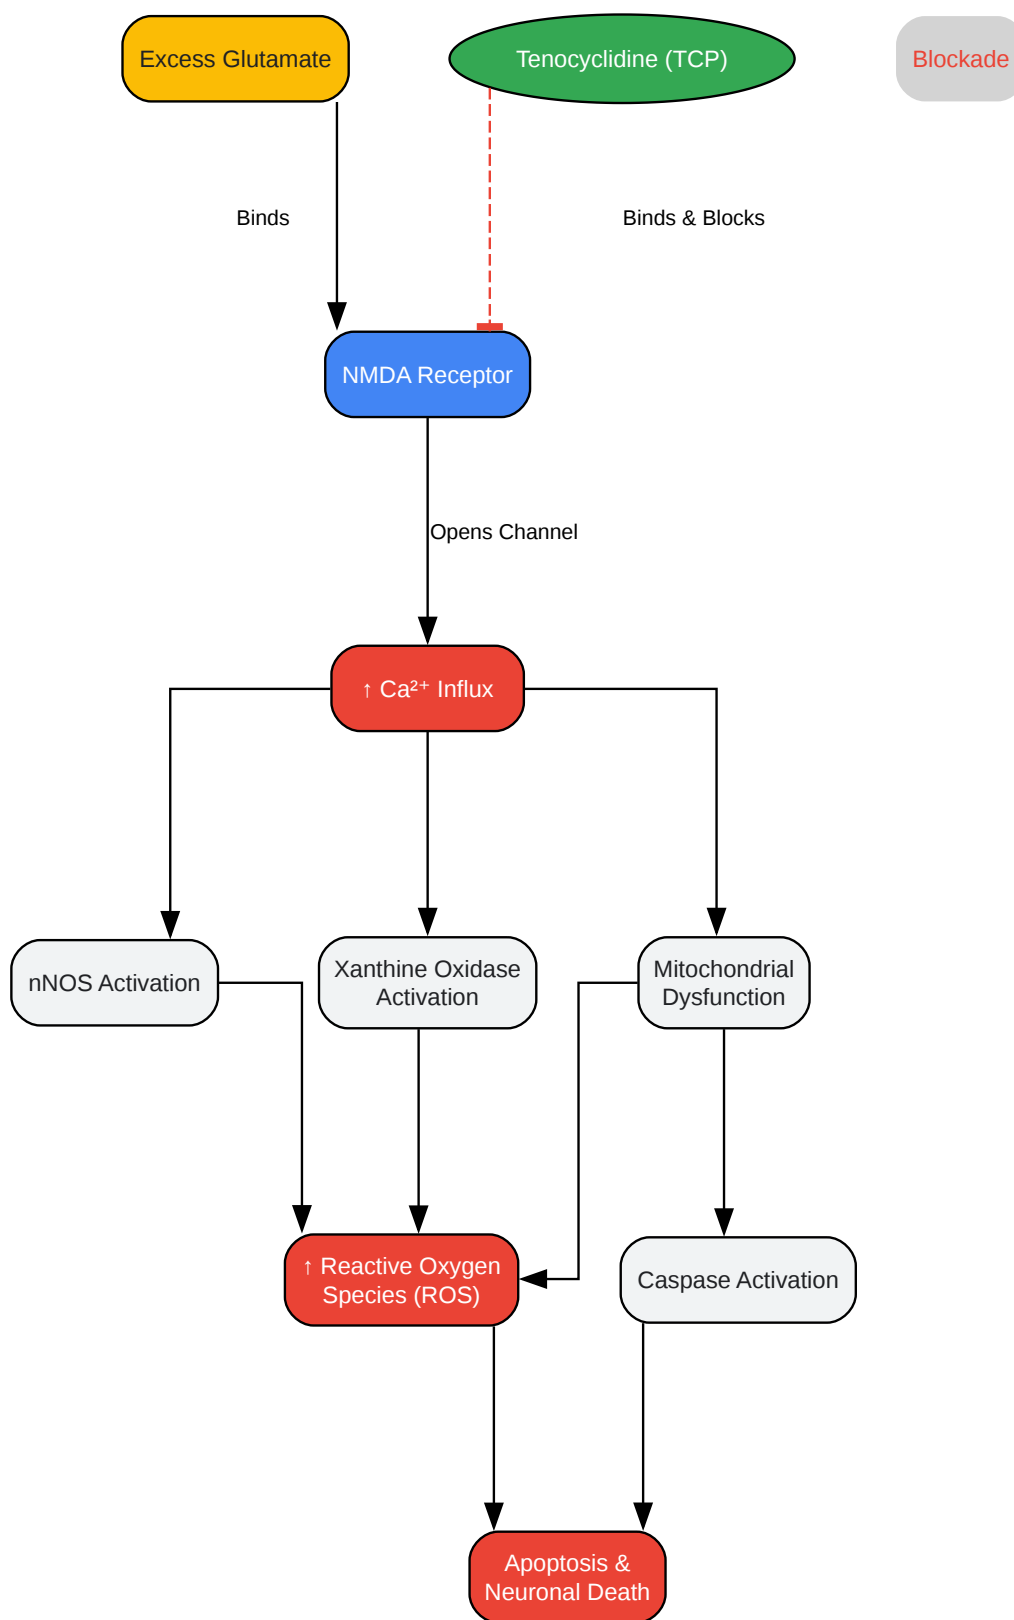 Excess Glutamate
Tenocyclidine (TCP)
Blockade
Binds
Binds & Blocks
NMDA Receptor
Opens Channel
↑ Ca²⁺ Influx
nNOS Activation
Xanthine Oxidase
Activation
Mitochondrial
Dysfunction
↑ Reactive Oxygen
Species (ROS)
Caspase Activation
Apoptosis &
Neuronal Death